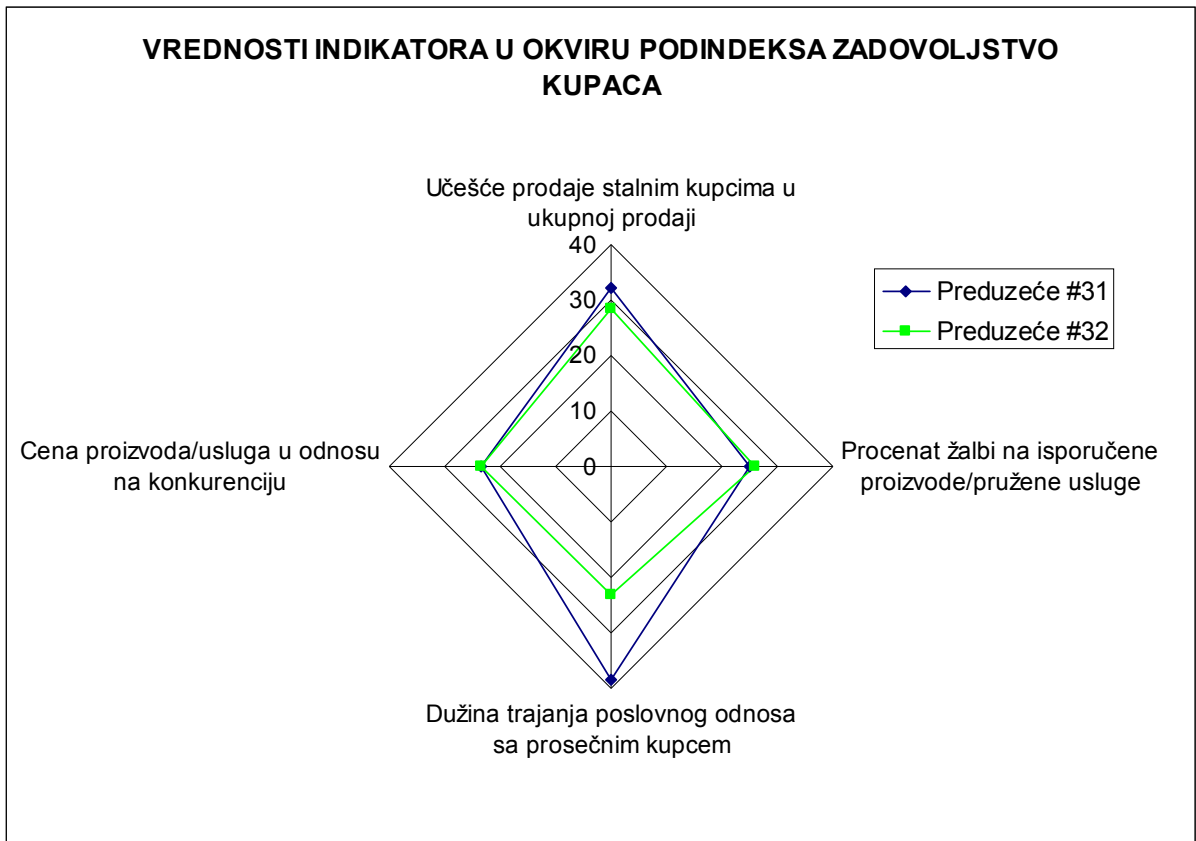 VREDNOSTI INDIKATORA U OKVIRU PODINDEKSA ZADOVOLJSTVO
KUPACA
Učešće prodaje stalnim kupcima u
ukupnoj prodaji
40
30
20
10
0
Preduzeće #31
Preduzeće #32
Cena proizvoda/usluga u odnosu
na konkurenciju
Procenat žalbi na isporučene
proizvode/pružene usluge
Dužina trajanja poslovnog odnosa
sa prosečnim kupcem